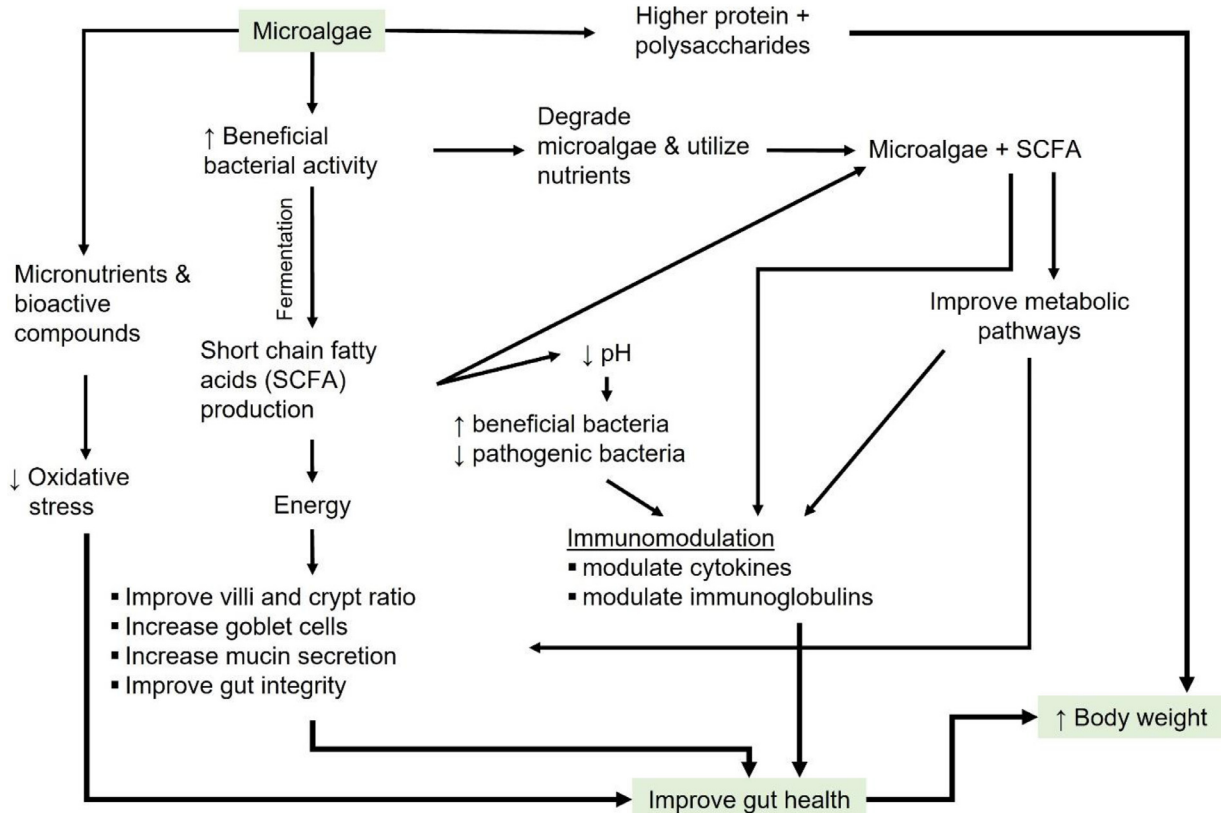 Microalgae
Higher protein +
polysaccharides
↑ Beneficial
bacterial activity
Degrade
microalgae & utilize
nutrients
Microalgae + SCFA
Fermentation
Micronutrients &
bioactive
compounds
Improve metabolic
pathways
Short chain fatty
acids (SCFA)
production
↓ pH
↑ beneficial bacteria
↓ pathogenic bacteria
↓ Oxidative
stress
Energy
Immunomodulation
▪ modulate cytokines
▪ modulate immunoglobulins
▪ Improve villi and crypt ratio
▪ Increase goblet cells
▪ Increase mucin secretion
▪ Improve gut integrity
↑ Body weight
Improve gut health